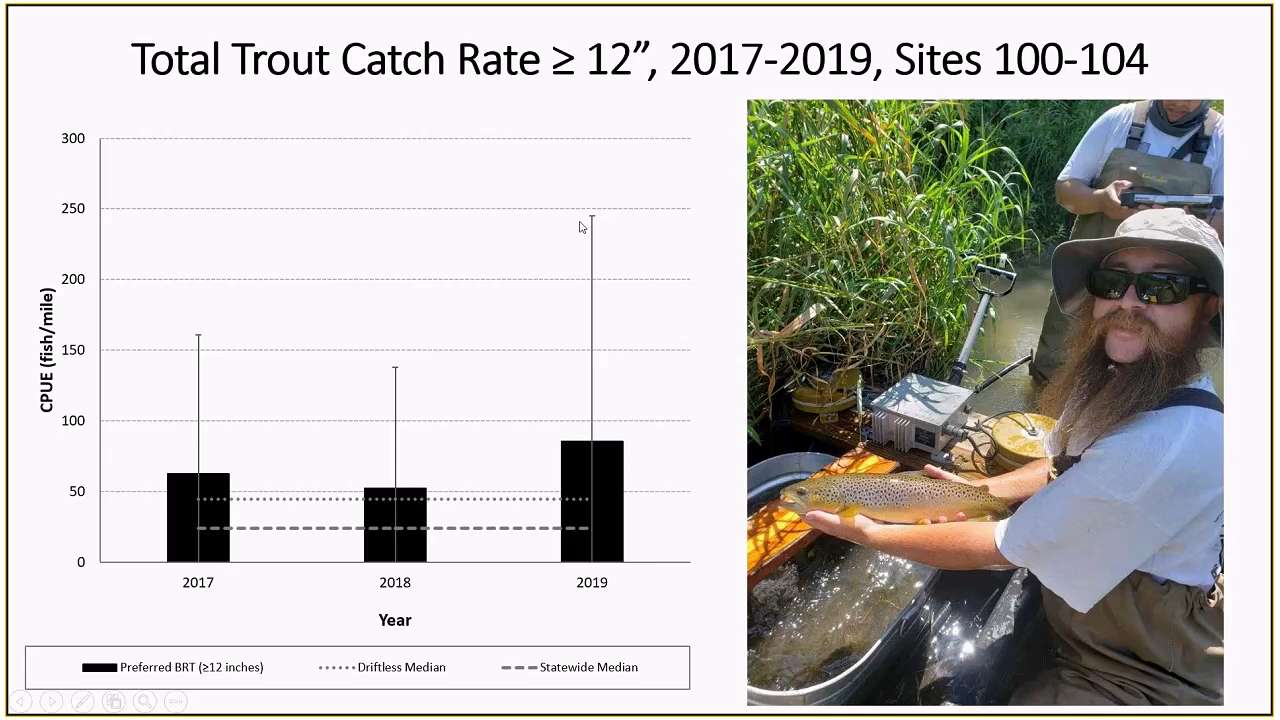 Total Trout Catch Rate ≥ 12”, 2017-2019, Sites 100-104
300
250
200
150
100
50
0
CPUE (fish/mile)
2017
2018
2019
Year
Preferred BRT (≥12 inches)
Driftless Median
Statewide Median